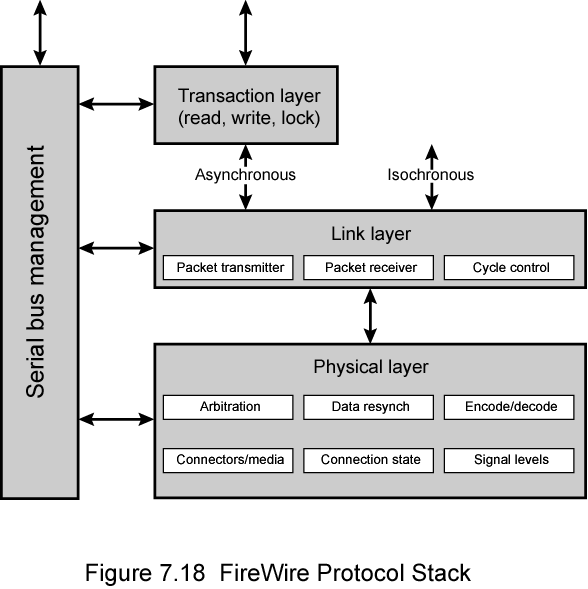 Serial bus management
Transaction layer
(read, write, lock)
Asynchronous
Isochronous
Link layer
Packet transmitter
Packet receiver
Cycle control
Physical layer
Arbitration
Data resynch
Encode/decode
Connectors/media
Connection state
Signal levels
Figure 7.18 FireWire Protocol Stack